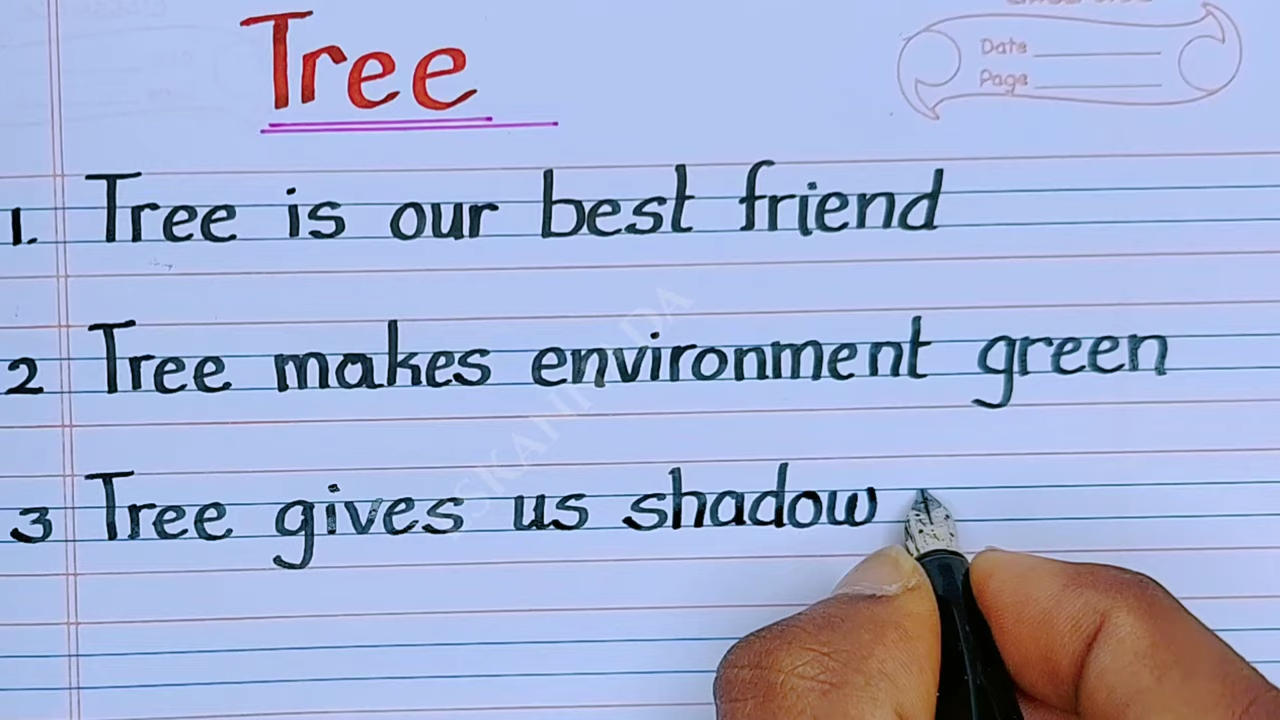 Tree
Date
Page
1. Tree is our best friend
2 Tree makes environment green
3 Tree gives us shadow